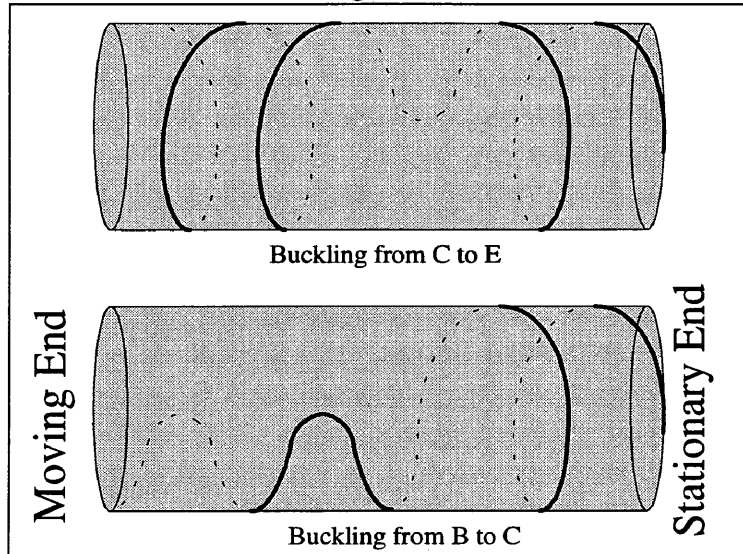 Buckling from C to E
Moving End
Stationary End
Buckling from B to C